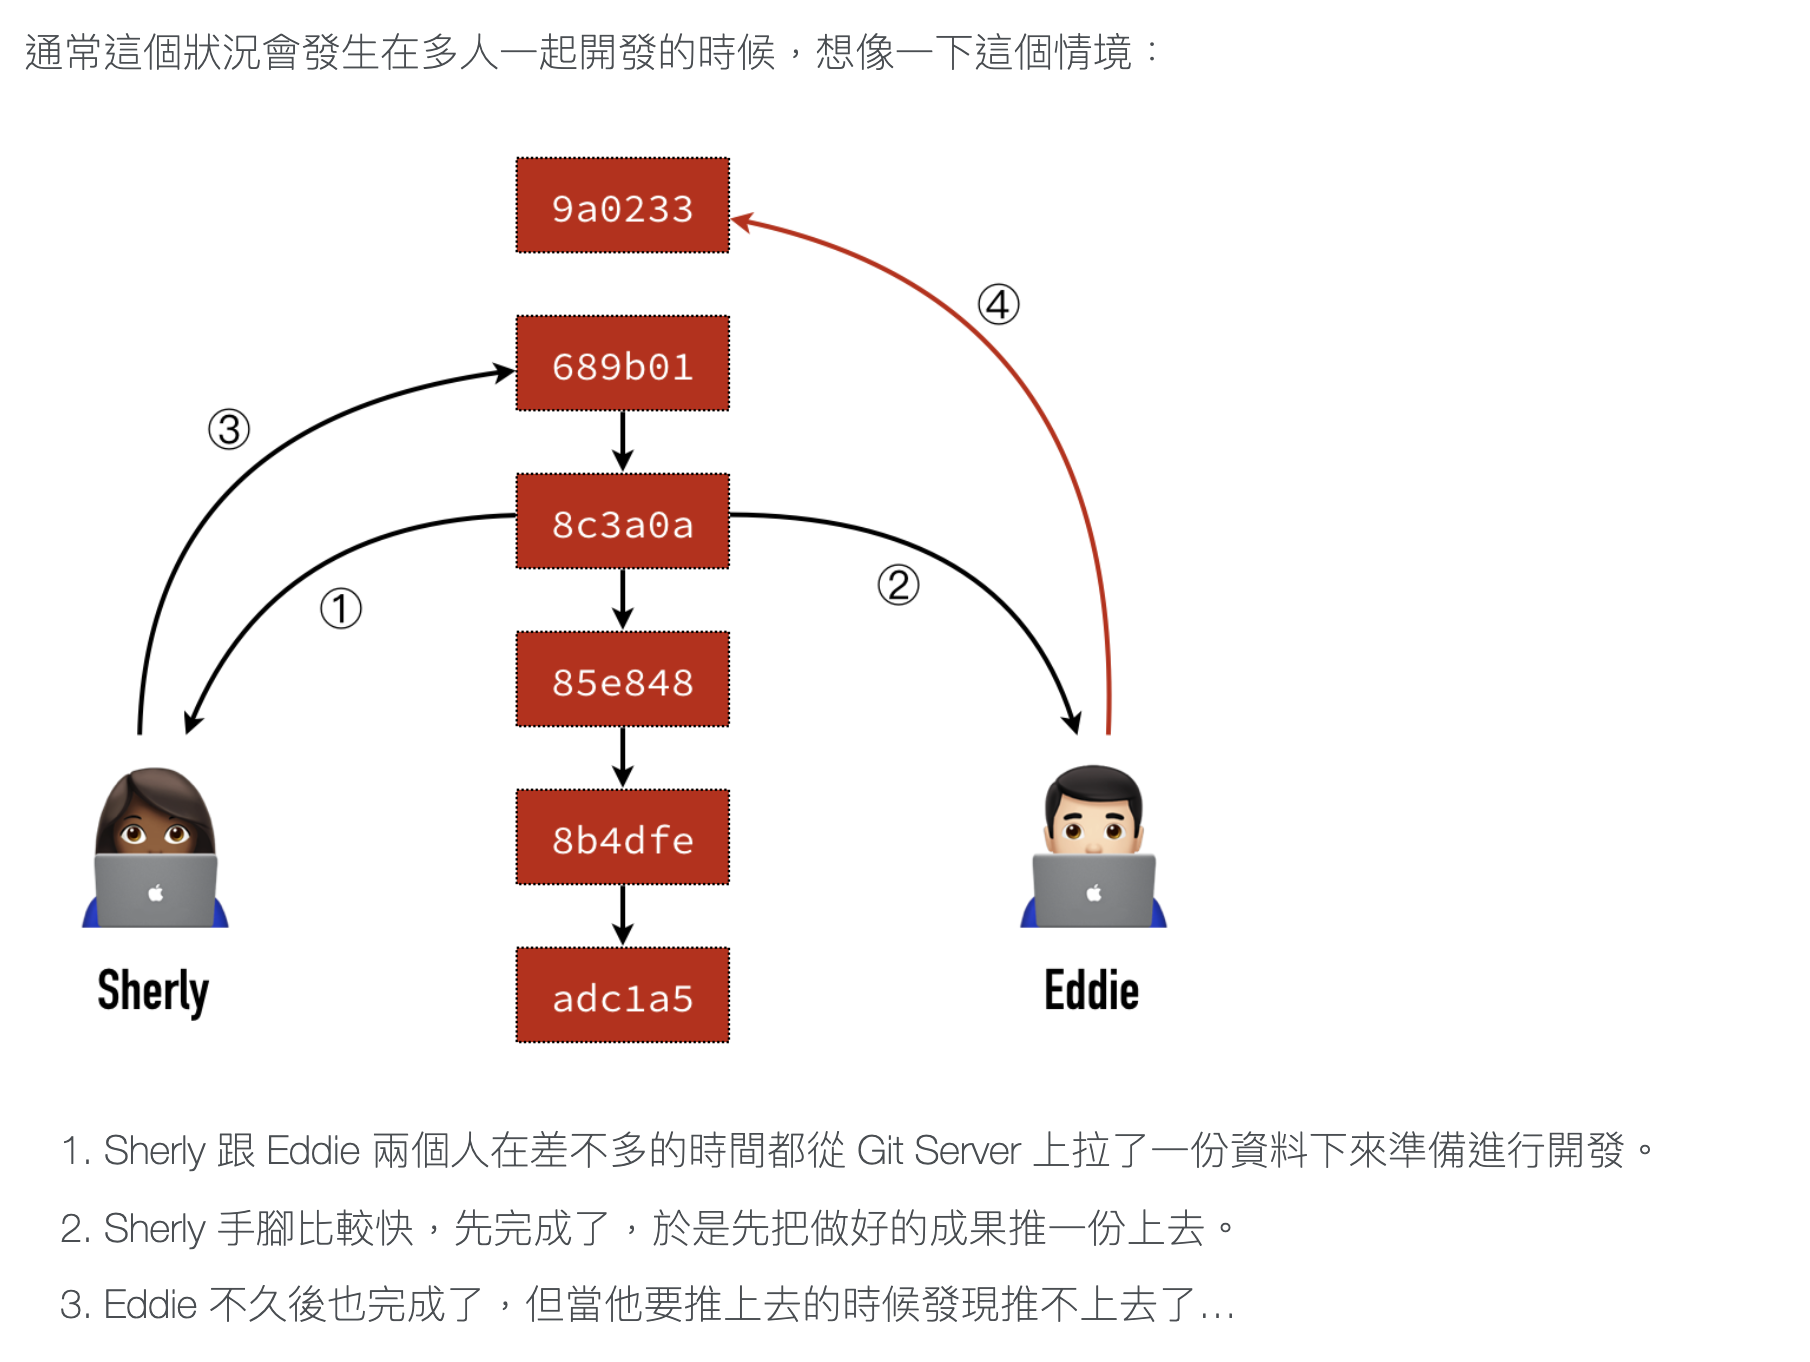 通常這個狀況會發生在多人一起開發的時候，想像一下這個情境：
9a0233
④
689b01
③
8c3a0a
②
①
85e848
8b4dfe
Sherly
Eddie
adc1a5
1. Sherly 跟 Eddie 兩個人在差不多的時間都從 Git Server 上拉了一份資料下來準備進行開發。
2. Sherly 手腳比較快，先完成了，於是先把做好的成果推一份上去。
3. Eddie 不久後也完成了，但當他要推上去的時候發現推不上去了…